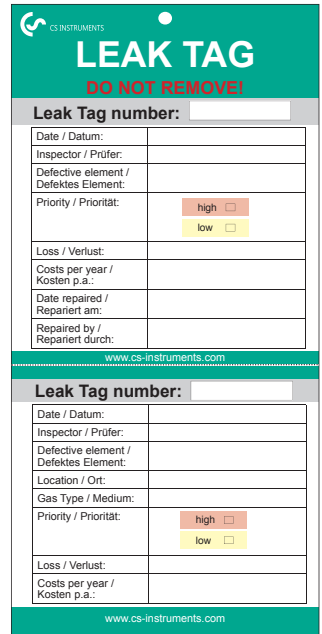 CS INSTRUMENTS
LEAK TAG
DO NOT REMOVE!
Leak Tag number:
Date / Datum:
Inspector / Prüfer:
Defective element /
Defektes Element:
Priority / Priorität:
high
low
Loss / Verlust:
Costs per year /
Kosten p.a.:
Date repaired /
Repariert am:
Repaired by /
Repariert durch:
www.cs-instruments.com
Leak Tag number:
Date / Datum:
Inspector / Prüfer:
Defective element /
Defektes Element:
Location / Ort:
Gas Type / Medium:
Priority / Priorität:
high
low
Loss / Verlust:
Costs per year /
Kosten p.a.:
www.cs-instruments.com